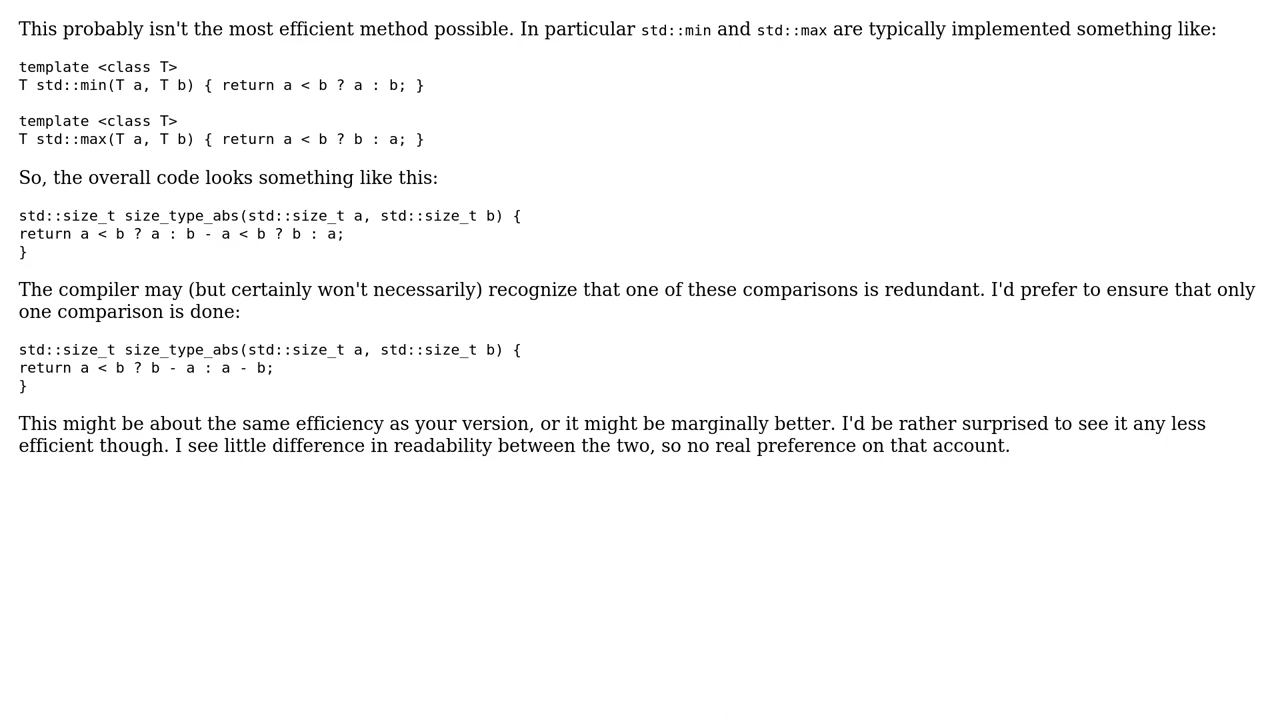 This probably isn't the most efficient method possible. In particular std::min and std::max are typically implemented something like:
template <class T>
T std::min(T a, T b) { return a < b ? a : b; }
template <class T>
T std::max(T a, T b) { return a < b ? b : a; }
So, the overall code looks something like this:
std::size_t size_type_abs(std::size_t a, std::size_t b) {
return a < b ? a : b - a < b ? b : a;
}
The compiler may (but certainly won't necessarily) recognize that one of these comparisons is redundant. I'd prefer to ensure that only
one comparison is done:
std::size_t size_type_abs(std::size_t a, std::size_t b) {
return a < b ? b - a : a - b;
}
This might be about the same efficiency as your version, or it might be marginally better. I'd be rather surprised to see it any less
efficient though. I see little difference in readability between the two, so no real preference on that account.